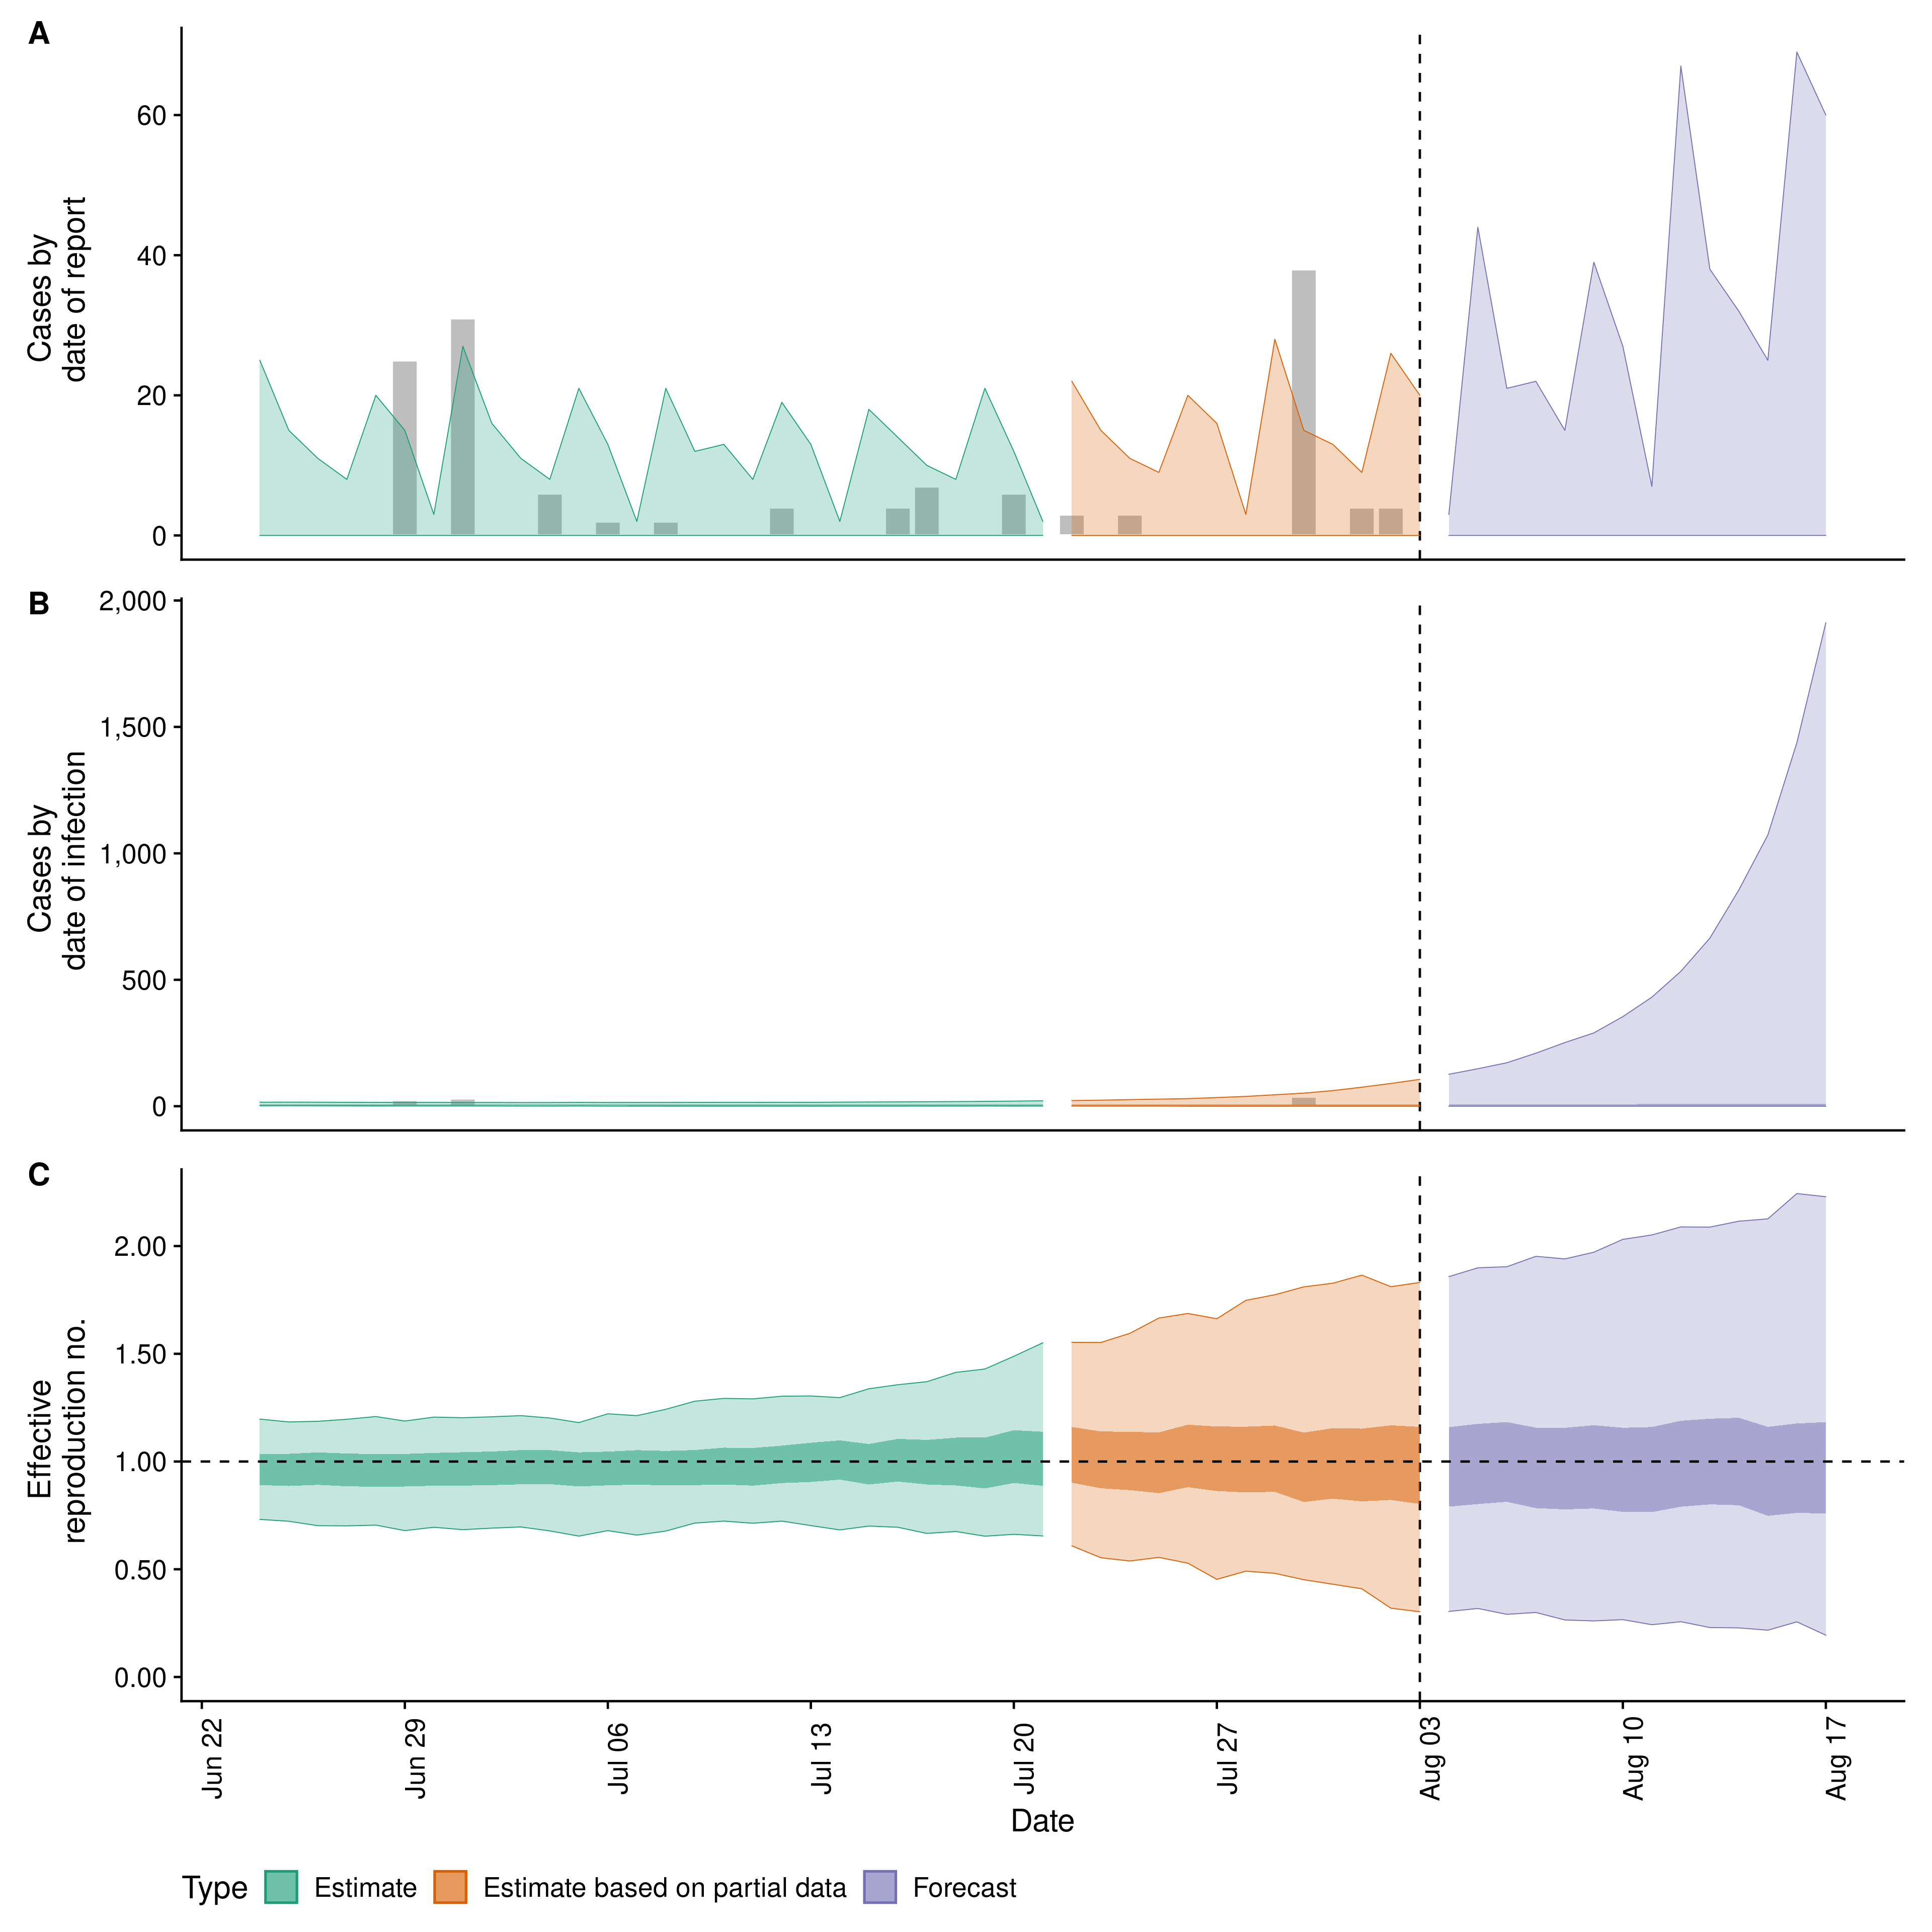 A
Cases by
date of report
60
40
20
0
B
Cases by
date of infection
2,000
1,500
1,000
500
0
C
Effective
reproduction no.
2.00
1.50
1.00
0.50
0.00
Jun 22
Jun 29
Jul 06
Jul 13
Jul 20
Jul 27
Aug 03
Aug 10
Aug 17
Date
Type
Estimate
Estimate based on partial data
Forecast